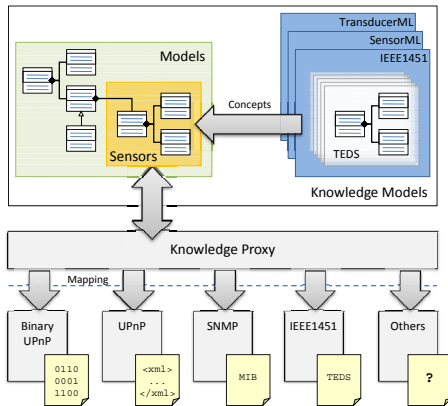 TransducerML
SensorML
IEEE1451
Models
Concepts
TEDS
Sensors
Knowledge Models
Knowledge Proxy
Mapping
Binary UPnP SNMP IEEE1451 Others
UPnP
0110 <xml> MIB TEDS ?
0001 ...
1100 </xml>